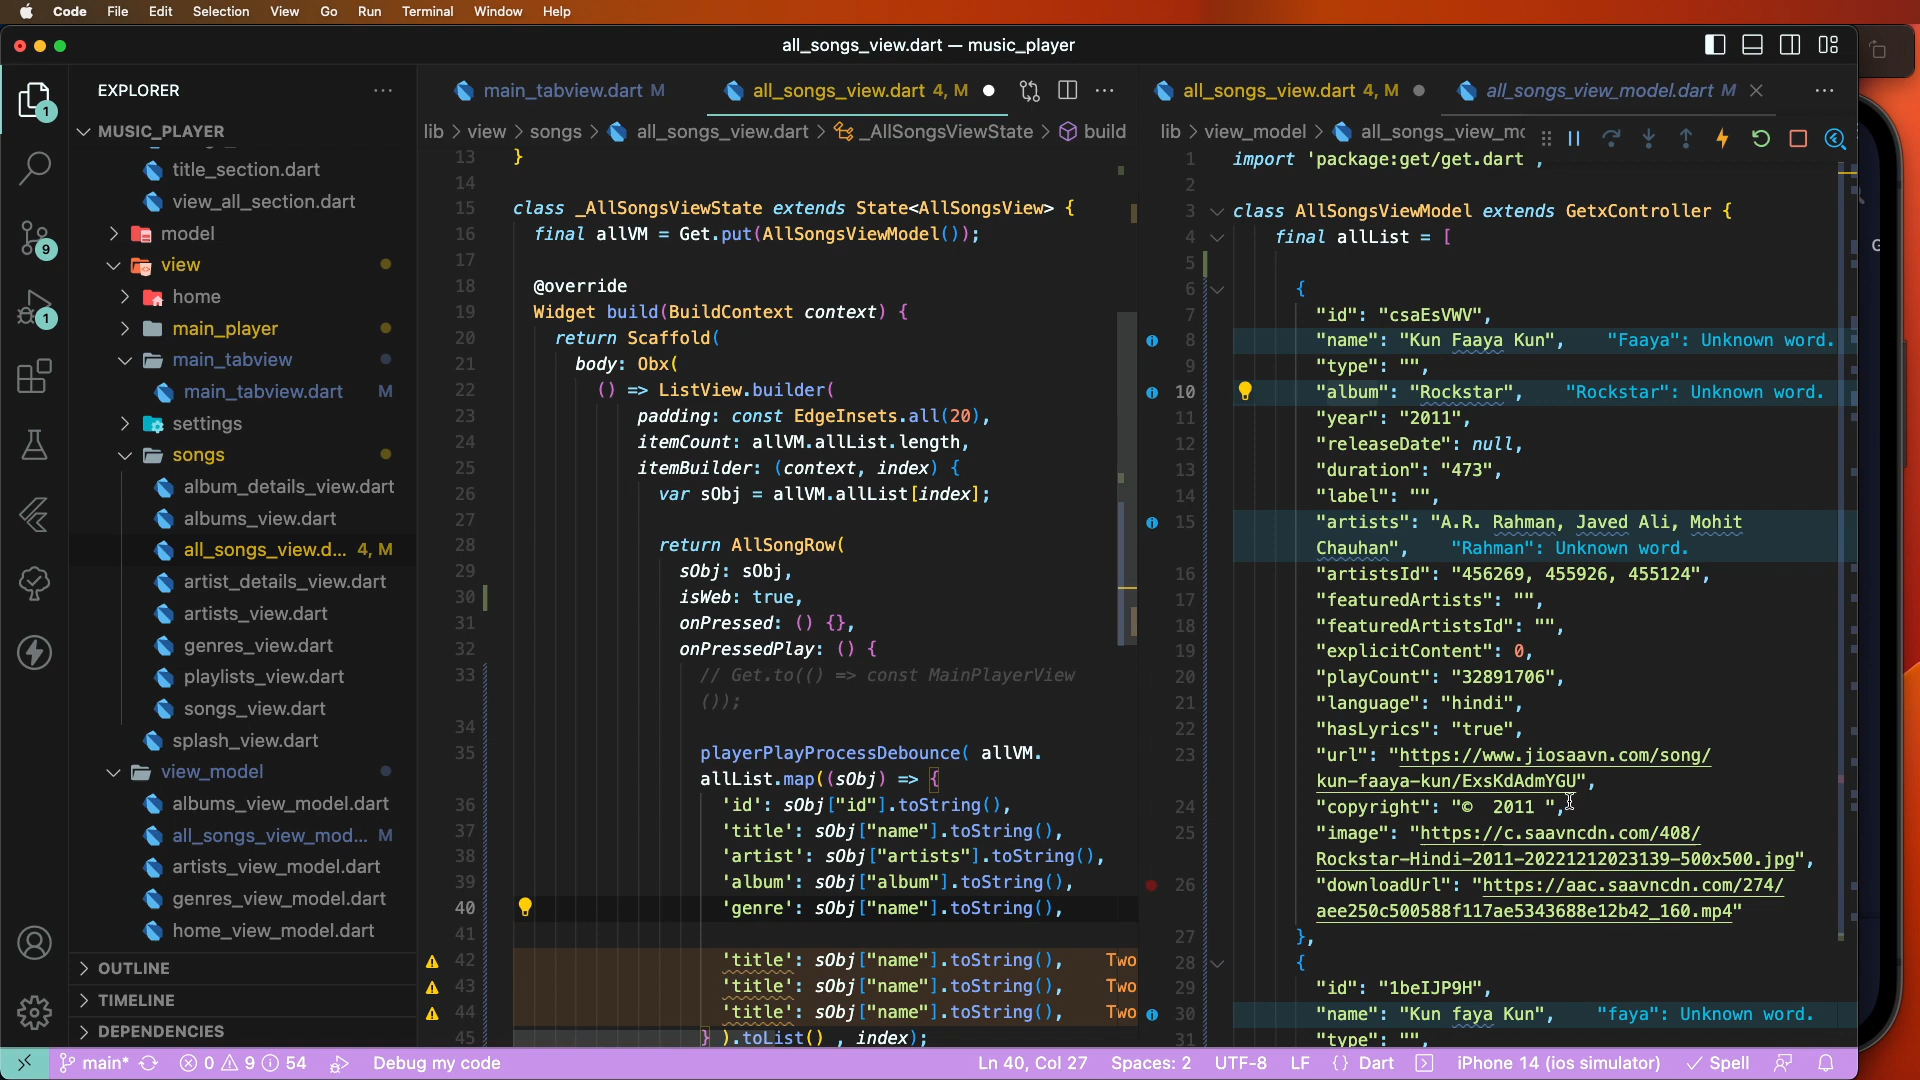 Code File Edit Selection View Go Run Terminal Window Help
all_songs_view.dart — music_player
EXPLORER
MUSIC_PLAYER
title_section.dart
view_all_section.dart
model
view
home
main_player
main_tabview
main_tabview.dart M
settings
songs
album_details_view.dart
albums_view.dart
all_songs_view.d... 4, M
artist_details_view.dart
artists_view.dart
genres_view.dart
playlists_view.dart
songs_view.dart
splash_view.dart
view_model
albums_view_model.dart
all_songs_view_mod... M
artists_view_model.dart
genres_view_model.dart
home_view_model.dart
OUTLINE
TIMELINE
DEPENDENCIES
1
9
1
main_tabview.dart M
all_songs_view.dart 4, M
lib > view > songs > all_songs_view.dart > _AllSongsViewState > build
13 }
14
15 class _AllSongsViewState extends State<AllSongsView> {
16 final allVM = Get.put(AllSongsViewModel());
17
18 @override
19 Widget build(BuildContext context) {
20 return Scaffold(
21 body: Obx(
22 () => ListView.builder(
23 padding: const EdgeInsets.all(20),
24 itemCount: allVM.allList.length,
25 itemBuilder: (context, index) {
26 var sObj = allVM.allList[index];
27
28 return AllSongRow(
29 sObj: sObj,
30 isWeb: true,
31 onPressed: () {},
32 onPressedPlay: () {
33 // Get.to(() => const MainPlayerView
());
34
35 playerPlayProcessDebounce( allVM.
allList.map((sObj) => {
36 'id': sObj["id"].toString(),
37 'title': sObj["name"].toString(),
38 'artist': sObj["artists"].toString(),
39 'album': sObj["album"].toString(),
40 'genre': sObj["name"].toString(),
41
42 'title': sObj["name"].toString(), Two
43 'title': sObj["name"].toString(), Two
44 'title': sObj["name"].toString(), Two
45 } ).toList() , index);
all_songs_view.dart 4, M
all_songs_view_model.dart M
lib > view_model > all_songs_view_mo
1 import 'package:get/get.dart ;
2
3 class AllSongsViewModel extends GetxController {
4 final allList = [
5
6 {
7 "id": "csaEsVWV",
8 "name": "Kun Faaya Kun", "Faaya": Unknown word.
9 "type": "",
10 "album": "Rockstar", "Rockstar": Unknown word.
11 "year": "2011",
12 "releaseDate": null,
13 "duration": "473",
14 "label": "",
15 "artists": "A.R. Rahman, Javed Ali, Mohit
Chauhan", "Rahman": Unknown word.
16 "artistsId": "456269, 455926, 455124",
17 "featuredArtists": "",
18 "featuredArtistsId": "",
19 "explicitContent": 0,
20 "playCount": "32891706",
21 "language": "hindi",
22 "hasLyrics": "true",
23 "url": "https://www.jiosaavn.com/song/
kun-faaya-kun/ExsKdAdmYGU",
24 "copyright": "© 2011 ",
25 "image": "https://c.saavncdn.com/408/
Rockstar-Hindi-2011-20221212023139-500x500.jpg",
26 "downloadUrl": "https://aac.saavncdn.com/274/
aee250c500588f117ae5343688e12b42_160.mp4"
27 },
28 {
29 "id": "1beIJP9H",
30 "name": "Kun faya Kun", "faya": Unknown word.
31 "type": "",
G
main* 0 9 54 Debug my code Ln 40, Col 27 Spaces: 2 UTF-8 LF {} Dart iPhone 14 (ios simulator) Spell